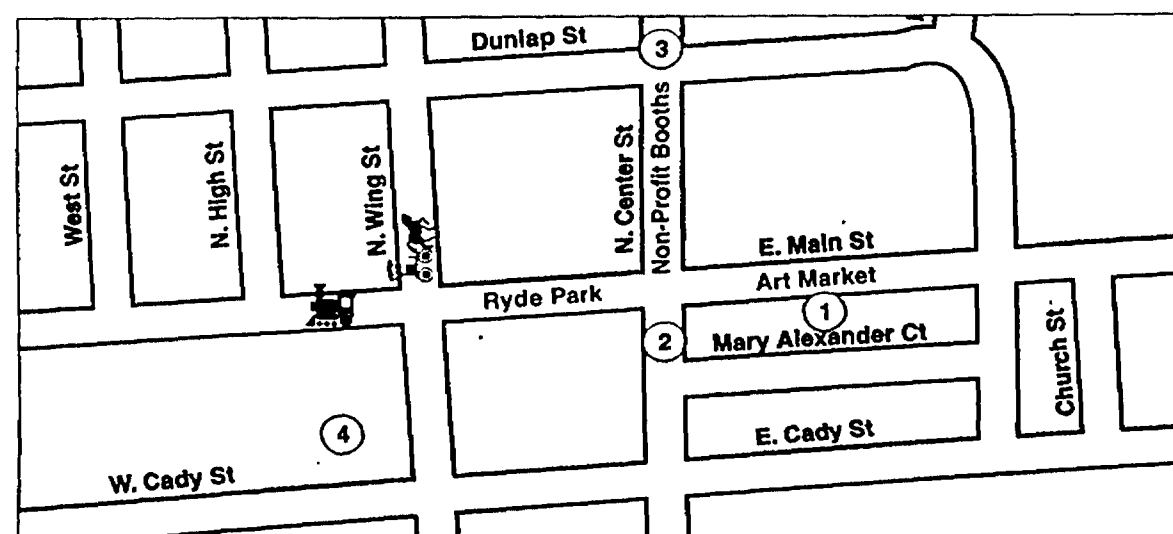 Dunlap St
3
West St
N. High St
N. Wing St
N. Center St
Non-Profit Booths
E. Main St
Art Market
Ryde Park
1
2
Mary Alexander Ct
Church St
4
E. Cady St
W. Cady St